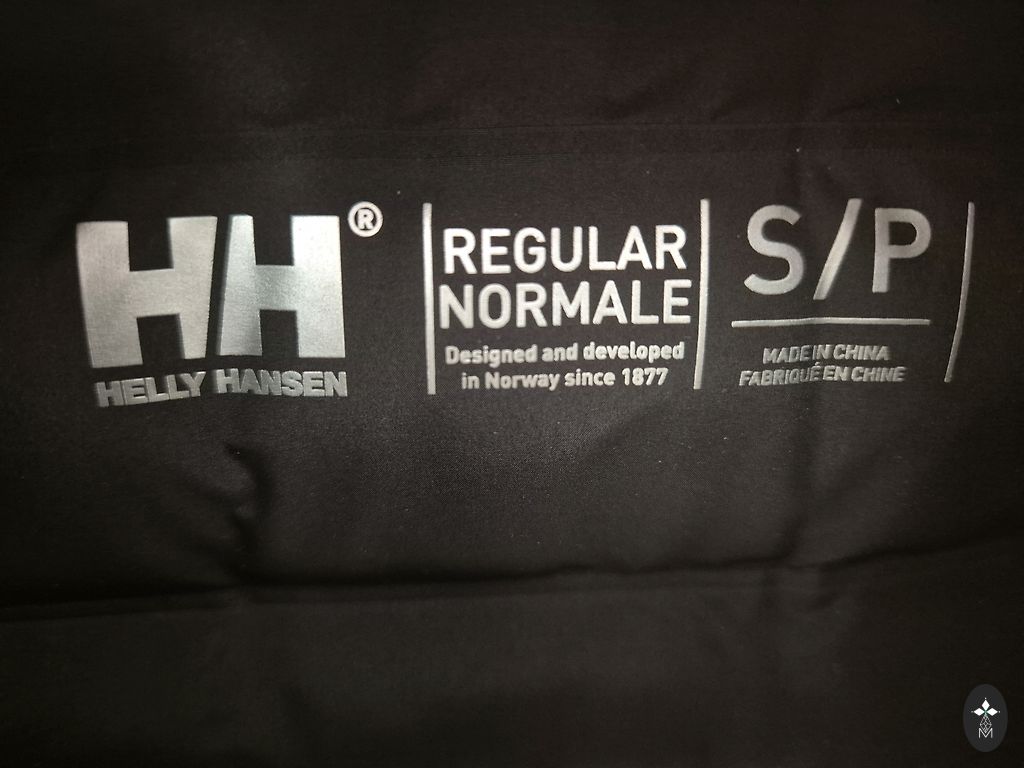 HH®
HELLY HANSEN
REGULAR
NORMALE
Designed and developed
in Norway since 1877
S/P
MADE IN CHINA
FABRIQUÉ EN CHINE
M